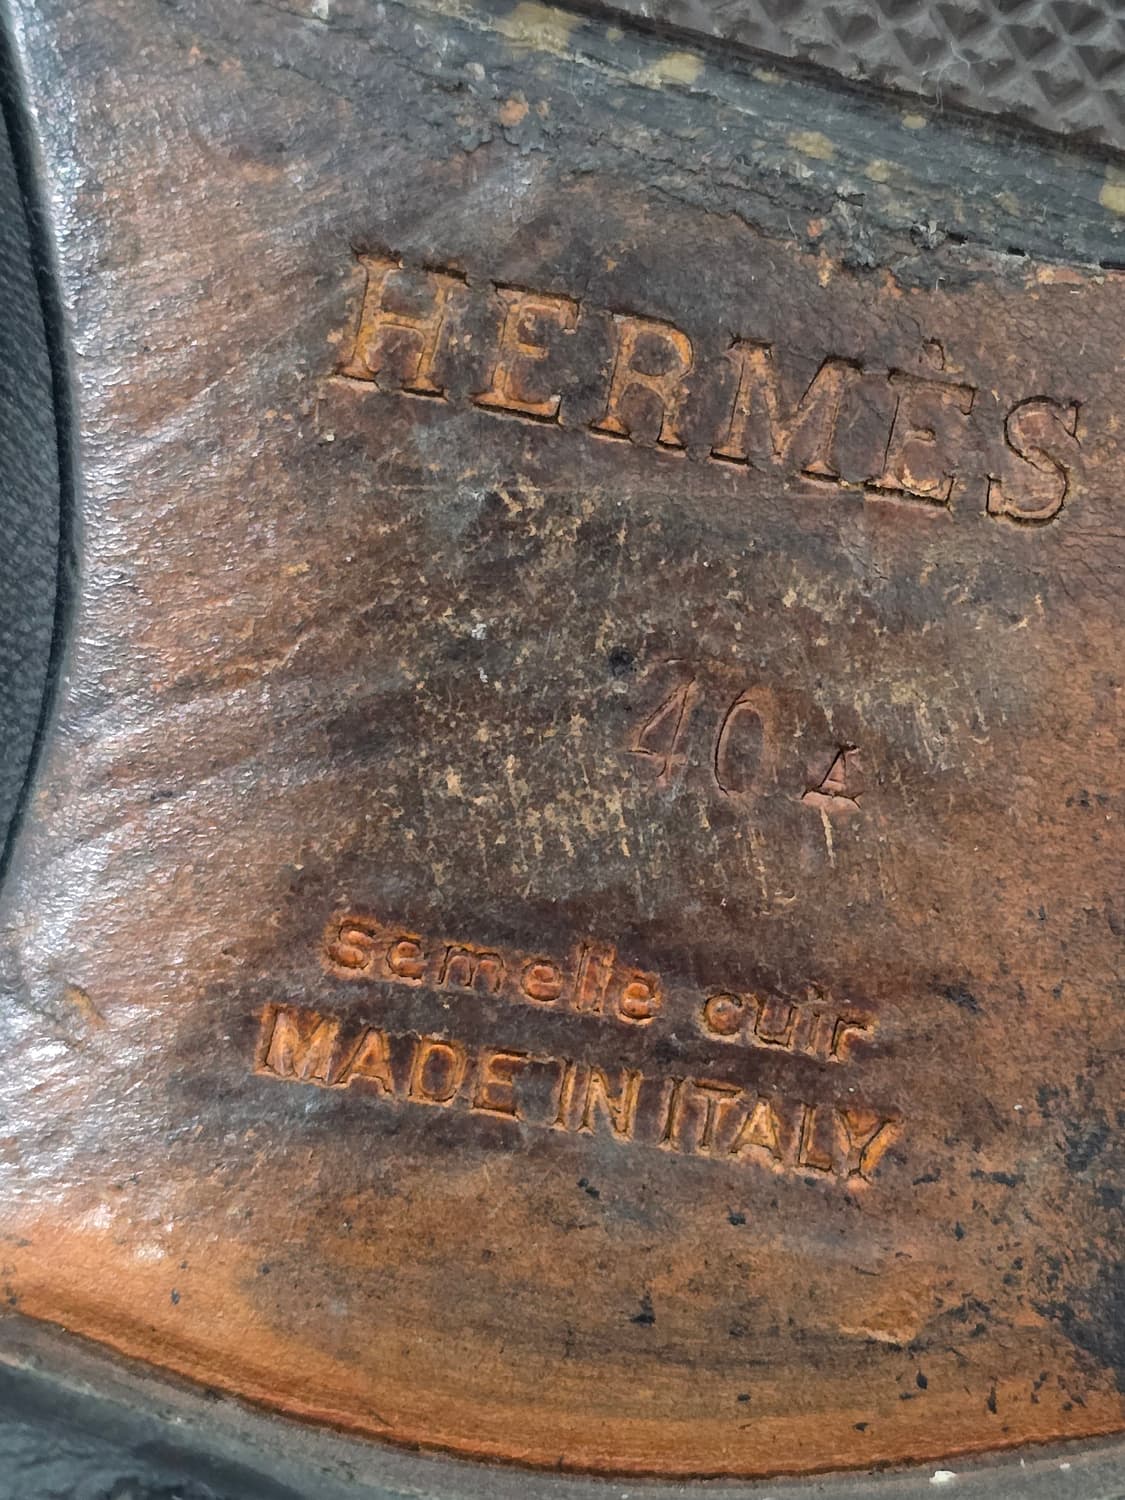 HERMÈS
40 A
semelle cuir
MADE IN ITALY